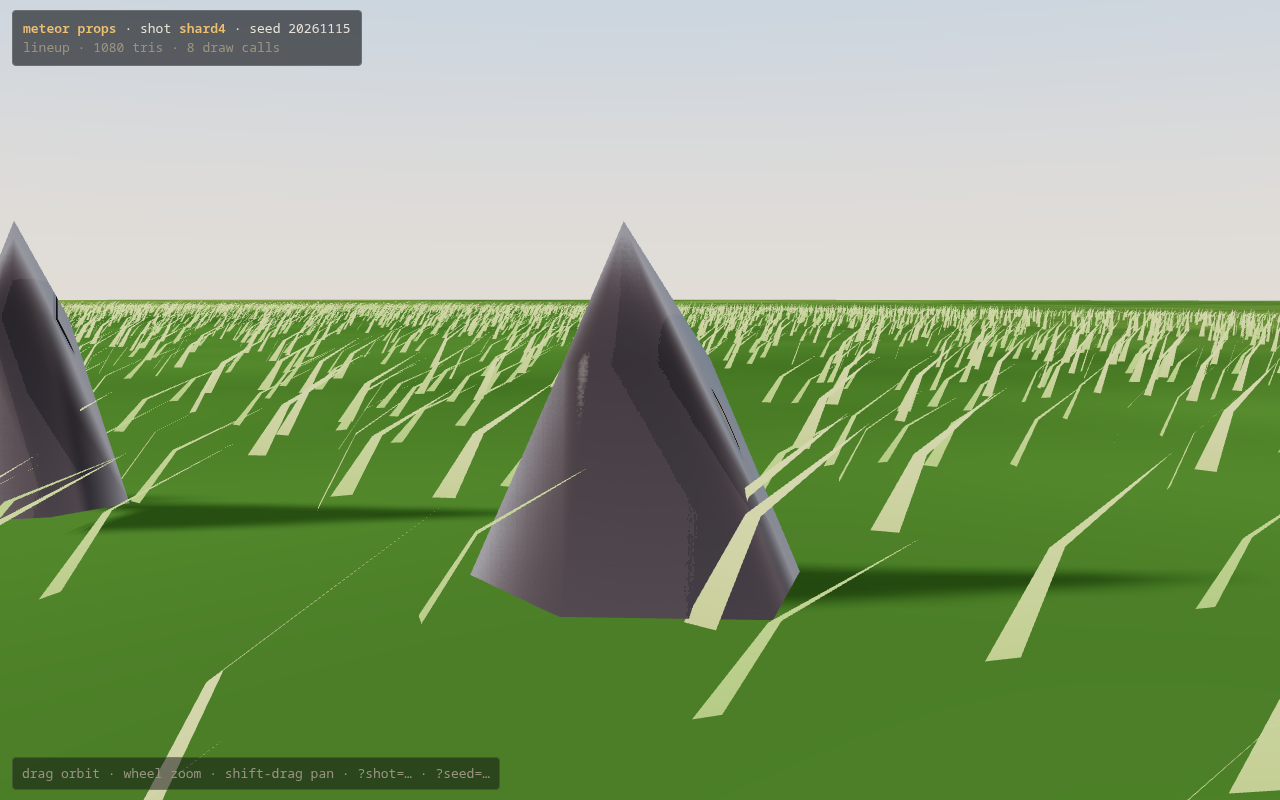 meteor props · shot shard4 · seed 20261115
lineup · 1080 tris · 8 draw calls
drag orbit · wheel zoom · shift-drag pan · ?shot=… · ?seed=…